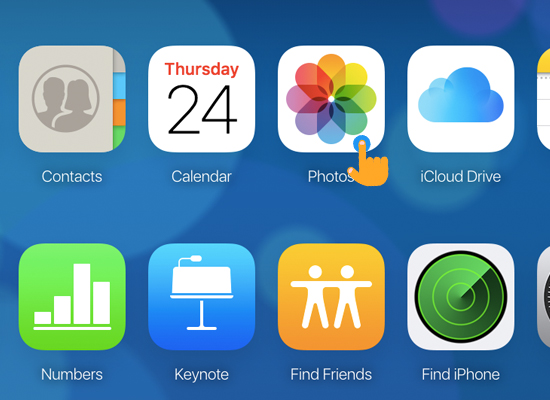 Thursday
24
Contacts
Calendar
Photos
iCloud Drive
Numbers
Keynote
Find Friends
Find iPhone